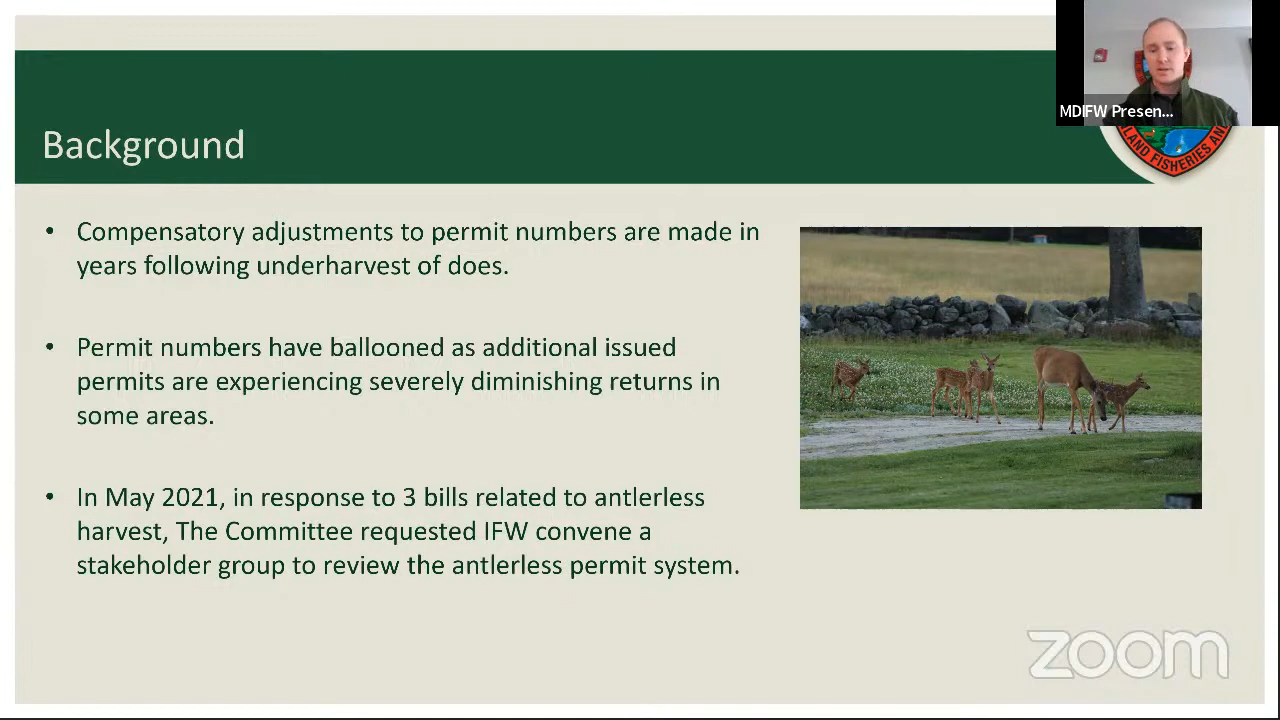 MDIFW Presen...
LAND FISHERIES AN
Background
• Compensatory adjustments to permit numbers are made in
years following underharvest of does.
• Permit numbers have ballooned as additional issued
permits are experiencing severely diminishing returns in
some areas.
• In May 2021, in response to 3 bills related to antlerless
harvest, The Committee requested IFW convene a
stakeholder group to review the antlerless permit system.
zoom